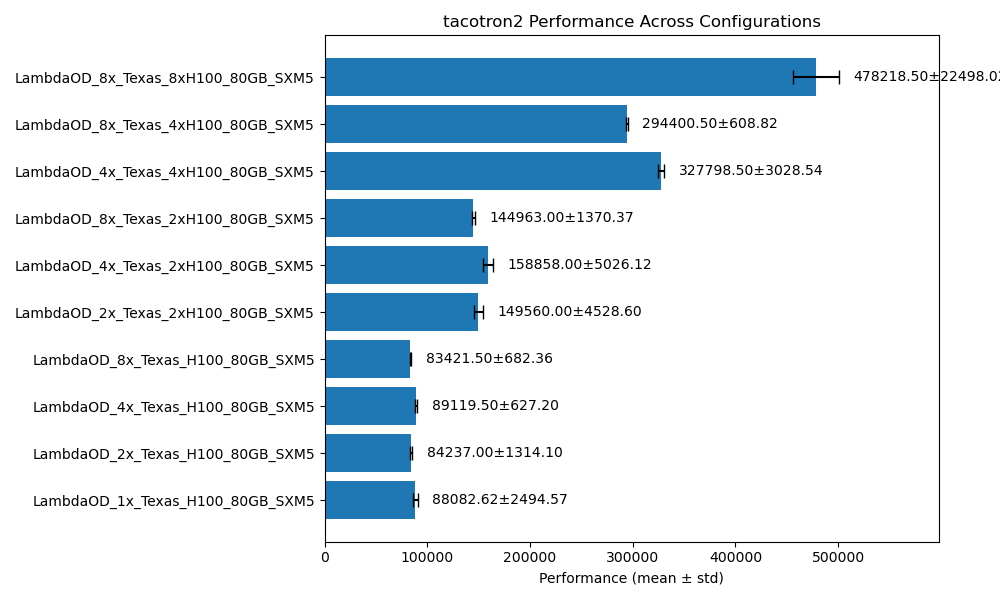 tacotron2 Performance Across Configurations
LambdaOD_8x_Texas_8xH100_80GB_SXM5 478218.50±22498.02
LambdaOD_8x_Texas_4xH100_80GB_SXM5 294400.50±608.82
LambdaOD_4x_Texas_4xH100_80GB_SXM5 327798.50±3028.54
LambdaOD_8x_Texas_2xH100_80GB_SXM5 144963.00±1370.37
LambdaOD_4x_Texas_2xH100_80GB_SXM5 158858.00±5026.12
LambdaOD_2x_Texas_2xH100_80GB_SXM5 149560.00±4528.60
LambdaOD_8x_Texas_H100_80GB_SXM5 83421.50±682.36
LambdaOD_4x_Texas_H100_80GB_SXM5 89119.50±627.20
LambdaOD_2x_Texas_H100_80GB_SXM5 84237.00±1314.10
LambdaOD_1x_Texas_H100_80GB_SXM5 88082.62±2494.57
0 100000 200000 300000 400000 500000
Performance (mean ± std)